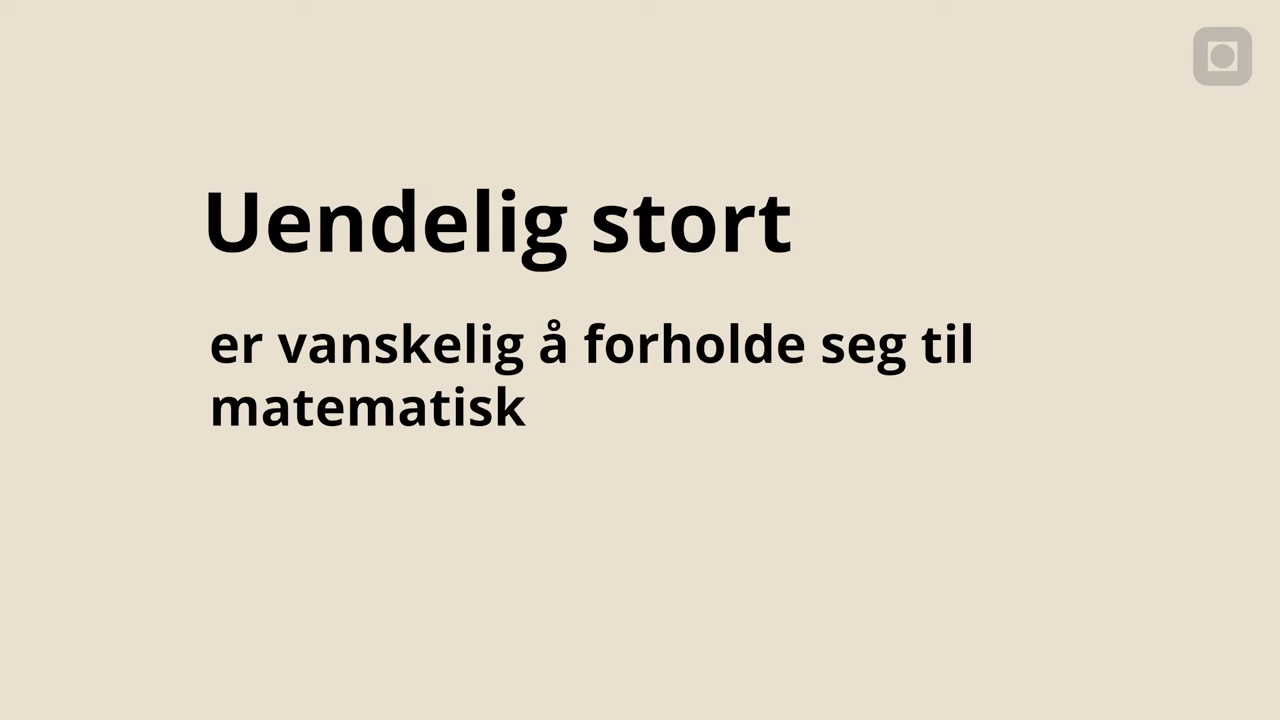 Uendelig stort
er vanskelig å forholde seg til
matematisk